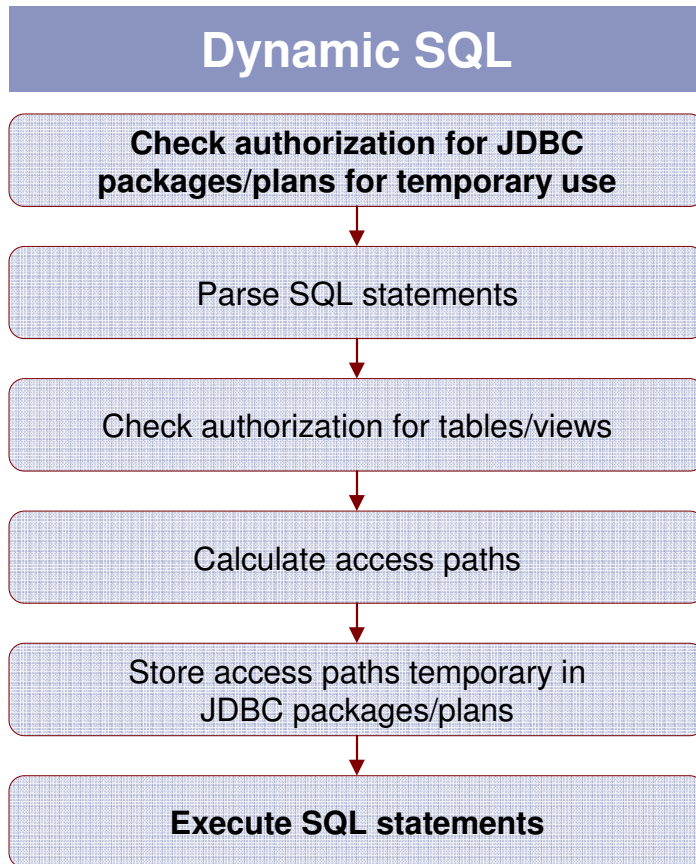 Dynamic SQL
Check authorization for JDBC
packages/plans for temporary use
Parse SQL statements
Check authorization for tables/views
Calculate access paths
Store access paths temporary in
JDBC packages/plans
Execute SQL statements